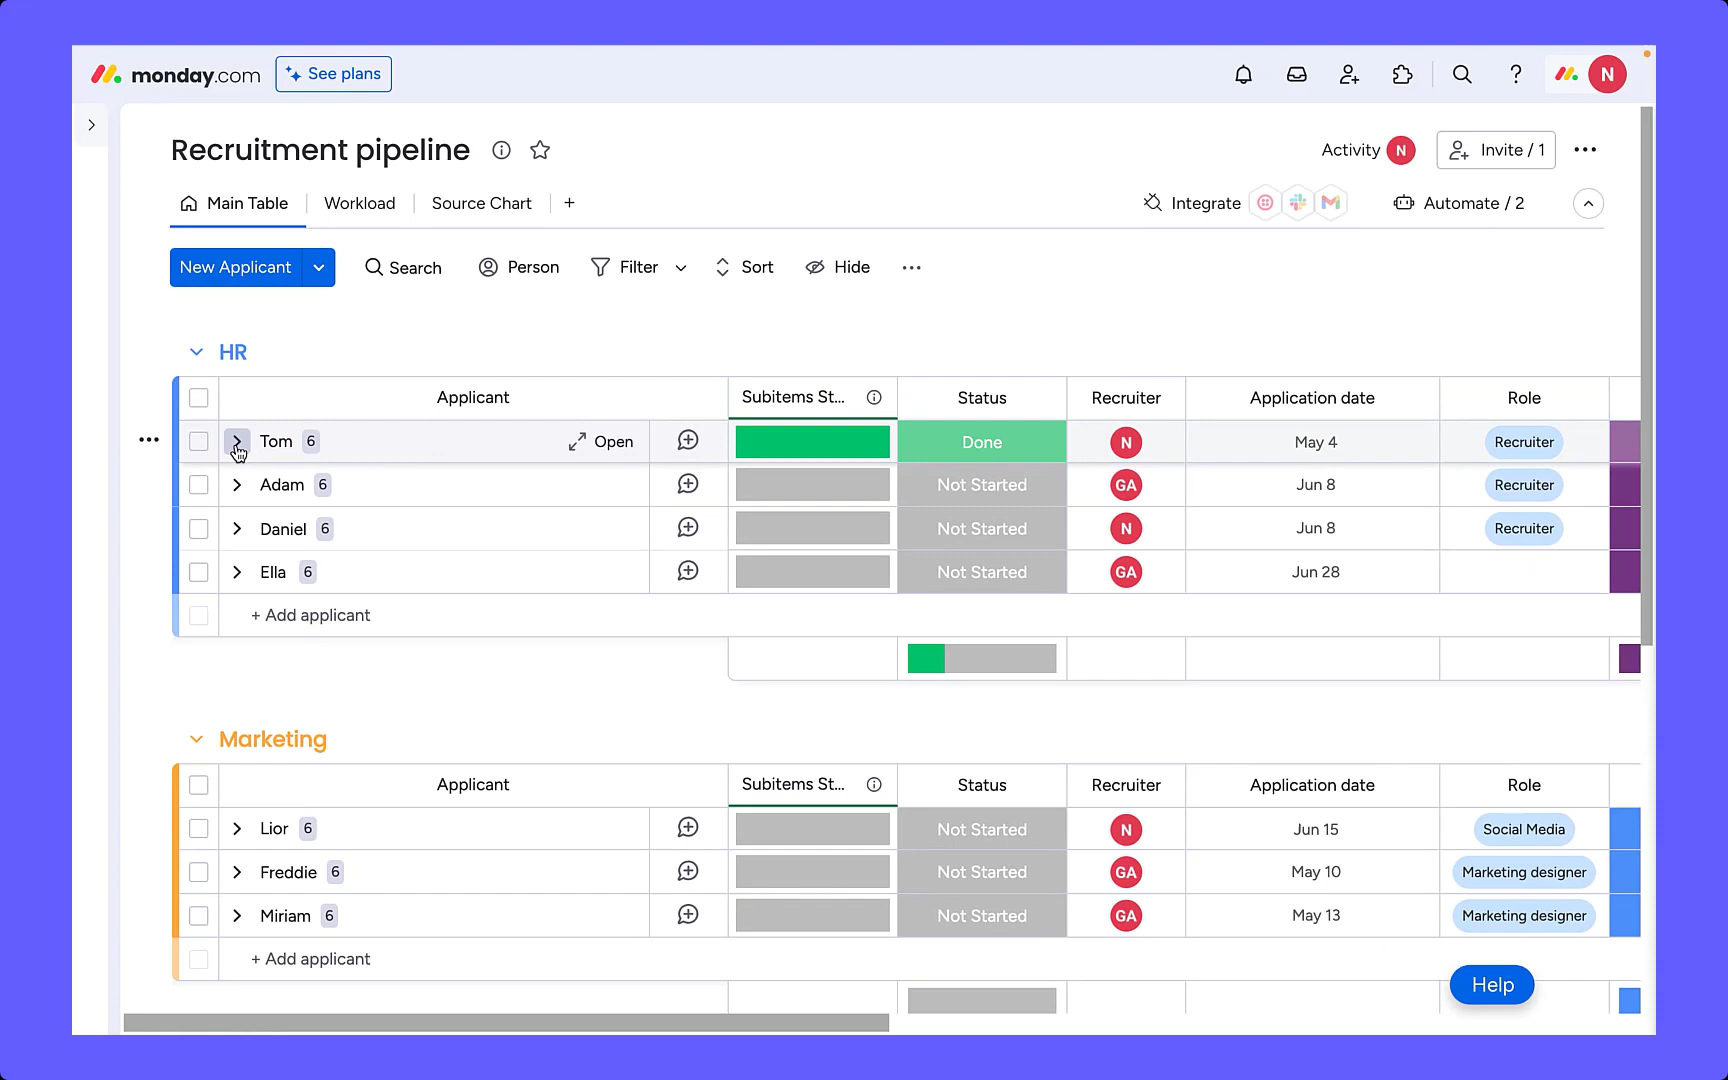 monday.com See plans N
Recruitment pipeline Activity N Invite / 1
Main Table Workload Source Chart + Integrate Automate / 2
New Applicant Search Person Filter Sort Hide
HR
Applicant Subitems St... Status Recruiter Application date Role
Tom 6 Open Done N May 4 Recruiter
Adam 6 Not Started GA Jun 8 Recruiter
Daniel 6 Not Started N Jun 8 Recruiter
Ella 6 Not Started GA Jun 28
+ Add applicant
Marketing
Applicant Subitems St... Status Recruiter Application date Role
Lior 6 Not Started N Jun 15 Social Media
Freddie 6 Not Started GA May 10 Marketing designer
Miriam 6 Not Started GA May 13 Marketing designer
+ Add applicant
Help